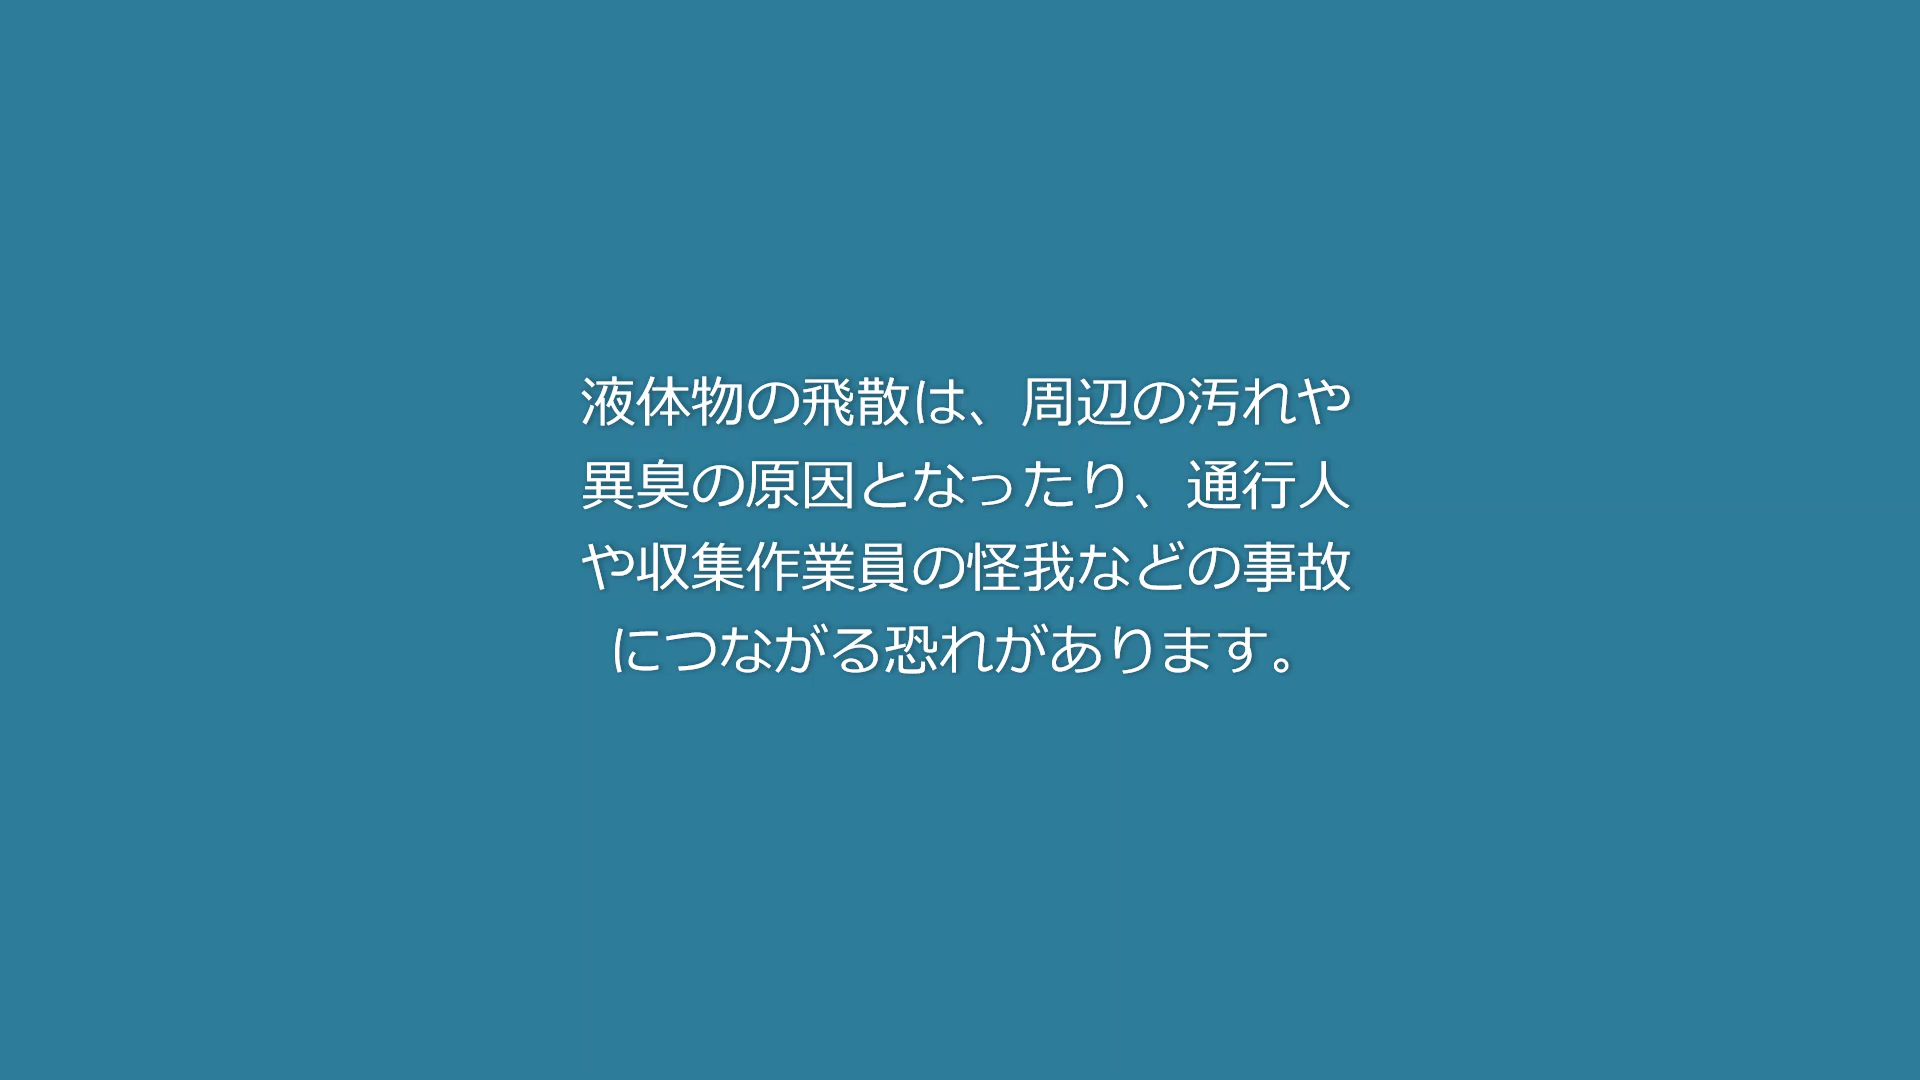 液体物の飛散は、周辺の汚れや
異臭の原因となったり、通行人
や収集作業員の怪我などの事故
につながる恐れがあります。